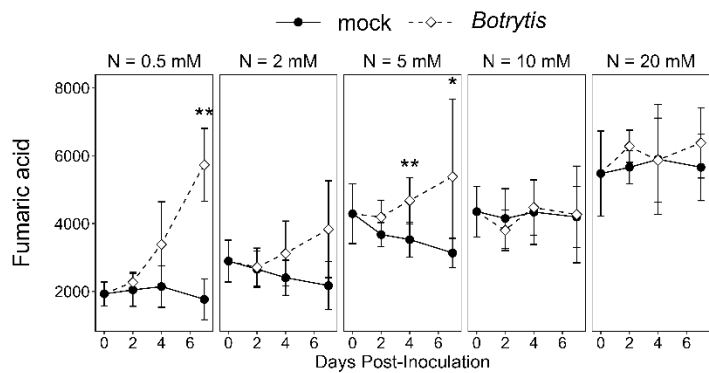 mock Botrytis
N = 0.5 mM N = 2 mM N = 5 mM N = 10 mM N = 20 mM
8000
6000
4000
2000
Fumaric acid
** ** *
0 2 4 6 0 2 4 6 0 2 4 6 0 2 4 6 0 2 4 6
Days Post-Inoculation